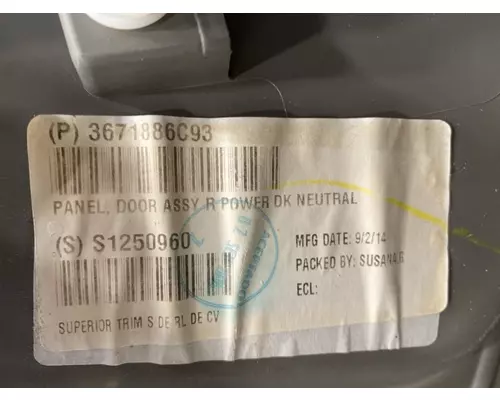 (P) 3671886C93
PANEL, DOOR ASSY R POWER DK NEUTRAL
(S) S1250960
MFG DATE: 9/2/14
PACKED BY: SUSANA.R
ECL:
SUPERIOR TRIM S DE RL DE CV